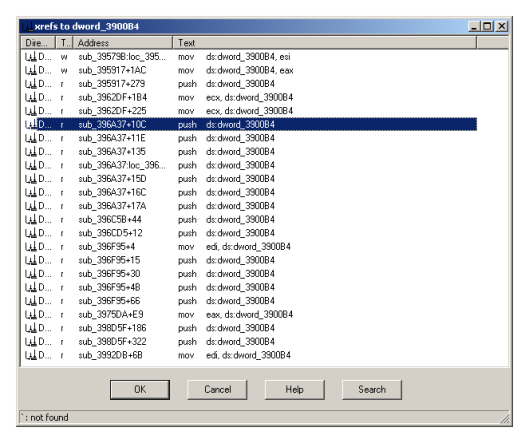 xrefs to dword_3900B4
Dire... T.. Address Text
D... w sub_39579B:loc_395... mov ds:dword_3900B4, esi
D... w sub_395917+1AC mov ds:dword_3900B4, eax
D... r sub_395917+279 push ds:dword_3900B4
D... r sub_3962DF+1B4 mov ecx, ds:dword_3900B4
D... r sub_3962DF+225 mov ecx, ds:dword_3900B4
D... r sub_396A37+10C push ds:dword_3900B4
D... r sub_396A37+11E push ds:dword_3900B4
D... r sub_396A37+135 push ds:dword_3900B4
D... r sub_396A37:loc_396... push ds:dword_3900B4
D... r sub_396A37+15D push ds:dword_3900B4
D... r sub_396A37+16C push ds:dword_3900B4
D... r sub_396A37+17A push ds:dword_3900B4
D... r sub_396C5B+44 push ds:dword_3900B4
D... r sub_396CD5+12 push ds:dword_3900B4
D... r sub_396F95+4 mov edi, ds:dword_3900B4
D... r sub_396F95+15 push ds:dword_3900B4
D... r sub_396F95+30 push ds:dword_3900B4
D... r sub_396F95+4B push ds:dword_3900B4
D... r sub_396F95+66 push ds:dword_3900B4
D... r sub_3975DA+E9 mov eax, ds:dword_3900B4
D... r sub_398D5F+186 push ds:dword_3900B4
D... r sub_398D5F+322 push ds:dword_3900B4
D... r sub_3992DB+6B mov edi, ds:dword_3900B4
OK Cancel Help Search
`: not found